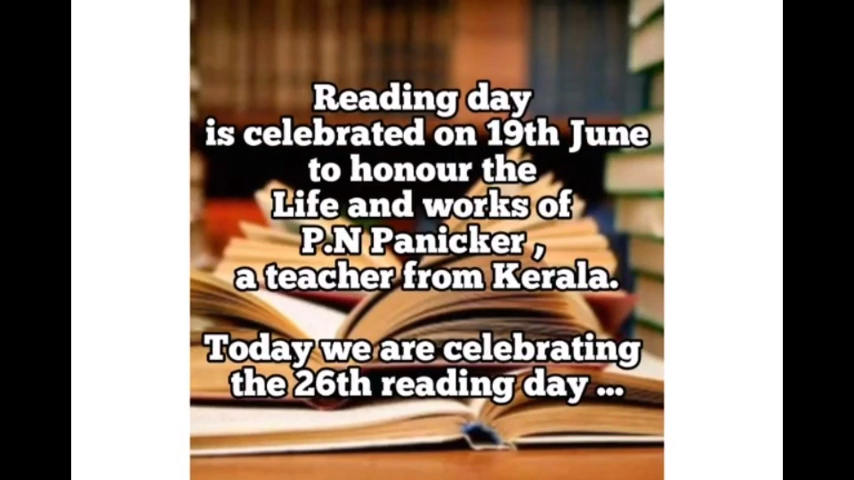 Reading day
is celebrated on 19th June
to honour the
Life and works of
P.N Panicker ,
a teacher from Kerala.
Today we are celebrating
the 26th reading day ...